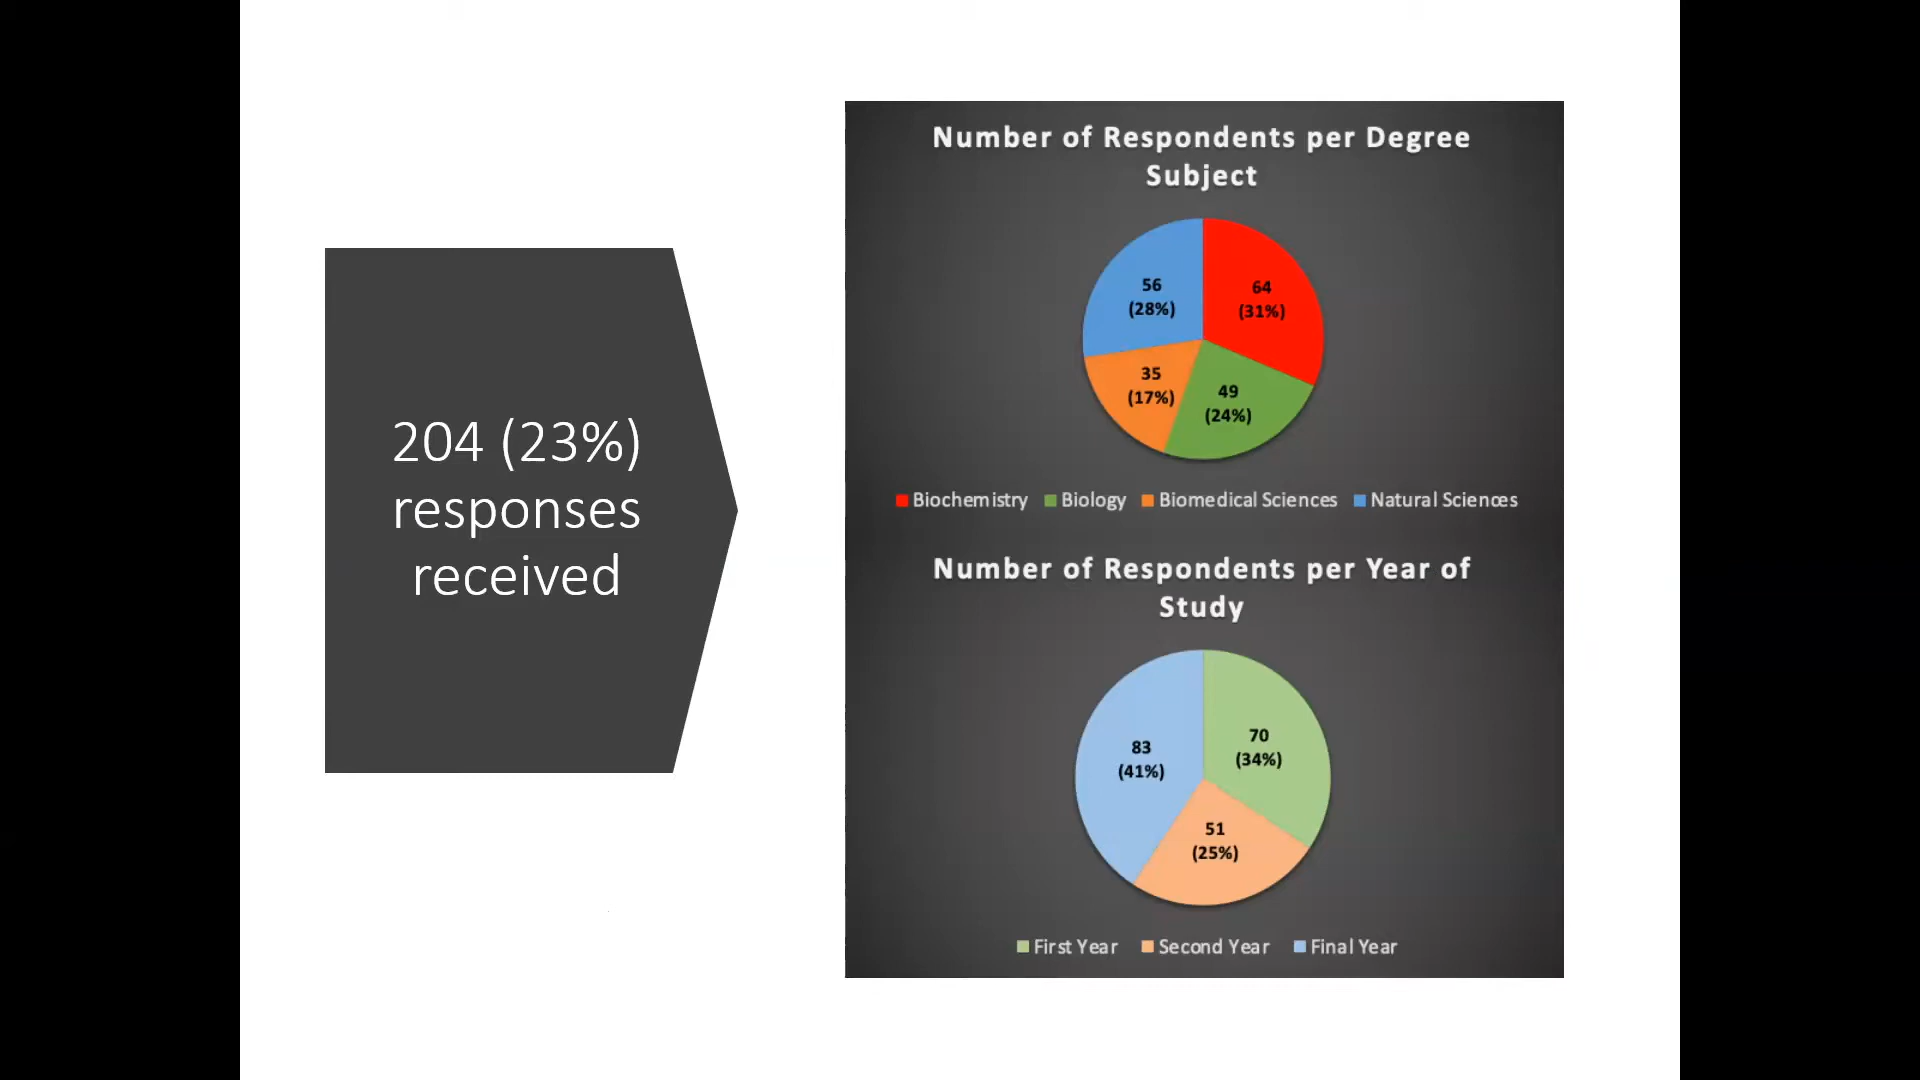 204 (23%)
responses
received
Number of Respondents per Degree
Subject
56
(28%)
64
(31%)
35
(17%)
49
(24%)
Biochemistry Biology Biomedical Sciences Natural Sciences
Number of Respondents per Year of
Study
83
(41%)
70
(34%)
51
(25%)
First Year Second Year Final Year